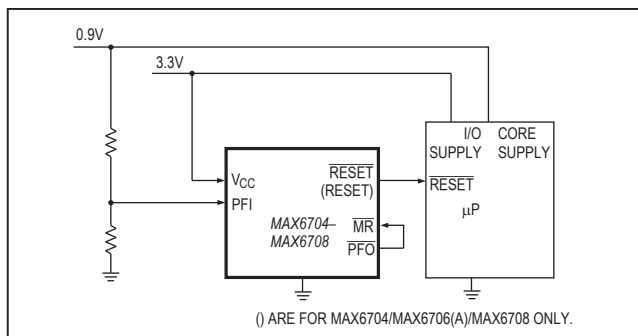 0.9V
3.3V
I/O SUPPLY
CORE SUPPLY
VCC
PFI
RESET
(RESET)
MAX6704–
MAX6708
MR
PFO
RESET
µP
() ARE FOR MAX6704/MAX6706(A)/MAX6708 ONLY.